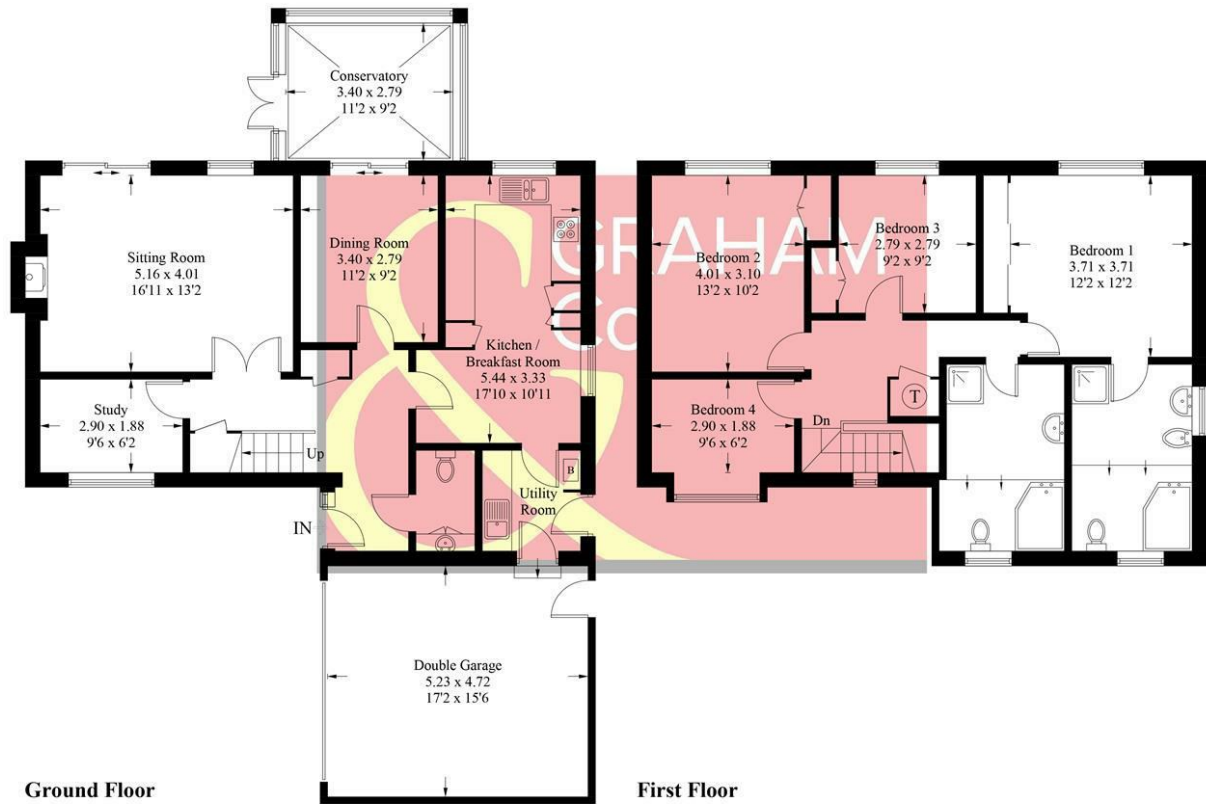 Conservatory
3.40 x 2.79
11'2 x 9'2
Sitting Room
5.16 x 4.01
16'11 x 13'2
Dining Room
3.40 x 2.79
11'2 x 9'2
Kitchen /
Breakfast Room
5.44 x 3.33
17'10 x 10'11
Study
2.90 x 1.88
9'6 x 6'2
Up
IN
B
Utility
Room
Double Garage
5.23 x 4.72
17'2 x 15'6
Ground Floor
GRAHAM
&
Co
Bedroom 2
4.01 x 3.10
13'2 x 10'2
Bedroom 3
2.79 x 2.79
9'2 x 9'2
Bedroom 1
3.71 x 3.71
12'2 x 12'2
Bedroom 4
2.90 x 1.88
9'6 x 6'2
Dn
T
First Floor